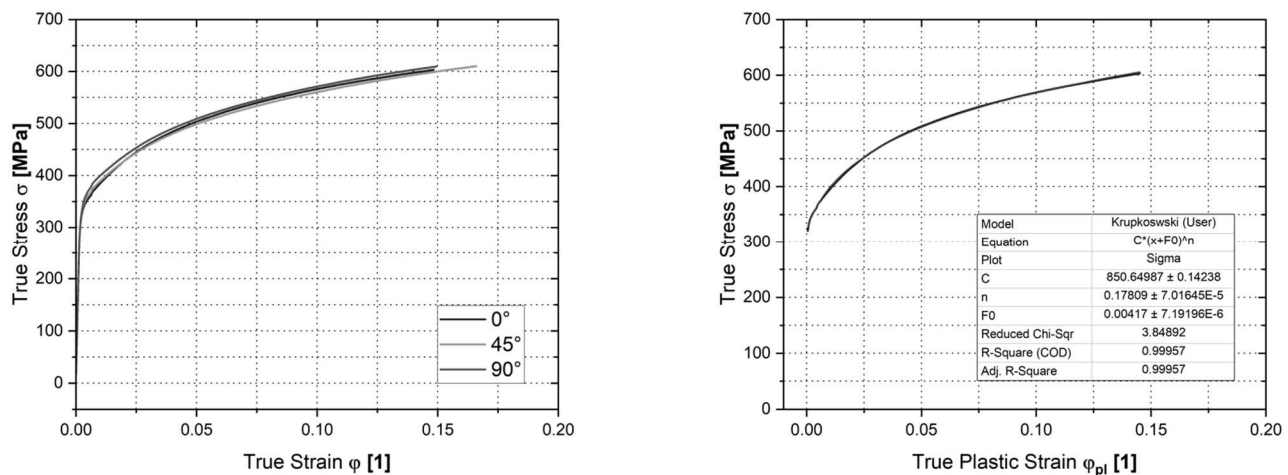 700
600
500
400
300
200
100
0
True Stress σ [MPa]
0.00 0.05 0.10 0.15 0.20
True Strain φ [1]
0°
45°
90°
700
600
500
400
300
200
100
0
True Stress σ [MPa]
0.00 0.05 0.10 0.15 0.20
True Plastic Strain φpl [1]
Model Krupkoswski (User)
Equation C*(x+F0)^n
Plot Sigma
C 850.64987 ± 0.14238
n 0.17809 ± 7.01645E-5
F0 0.00417 ± 7.19196E-6
Reduced Chi-Sqr 3.84892
R-Square (COD) 0.99957
Adj. R-Square 0.99957